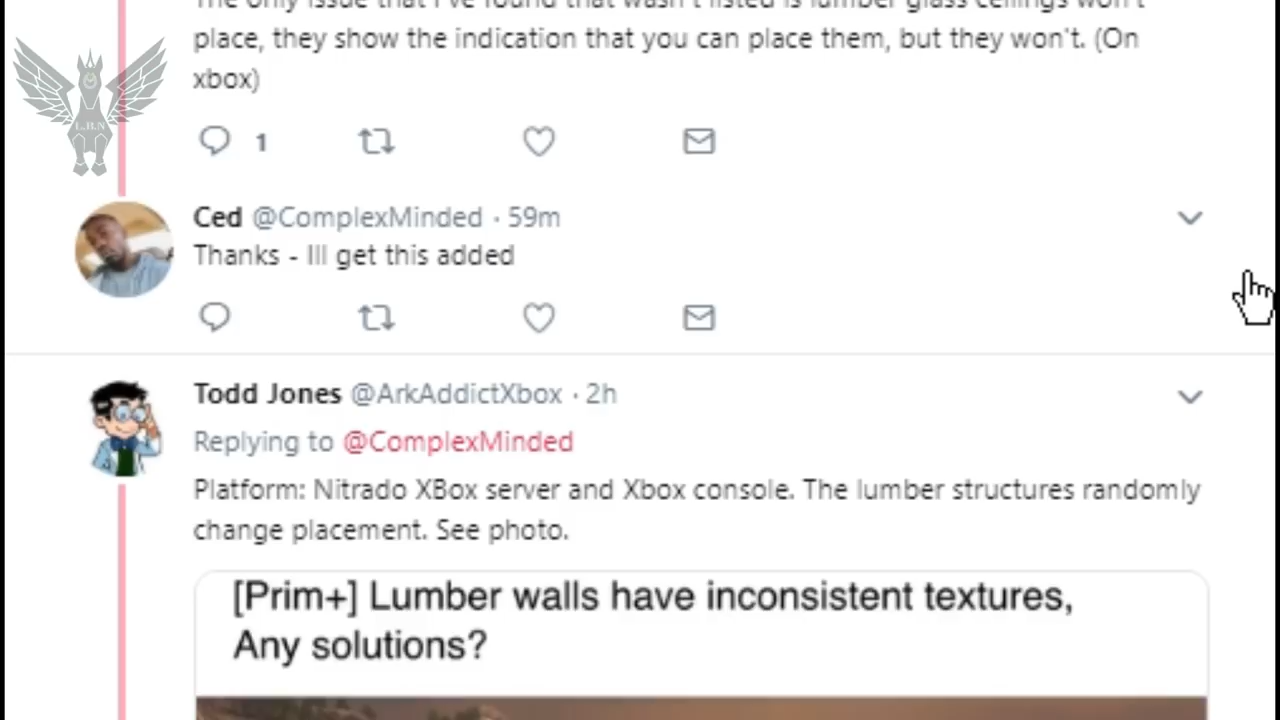 The only issue that I've found that wasn't listed is lumber glass ceilings won't
place, they show the indication that you can place them, but they won't. (On
xbox)
1
L.B.N
Ced @ComplexMinded · 59m
Thanks - Ill get this added
Todd Jones @ArkAddictXbox · 2h
Replying to @ComplexMinded
Platform: Nitrado XBox server and Xbox console. The lumber structures randomly
change placement. See photo.
[Prim+] Lumber walls have inconsistent textures,
Any solutions?